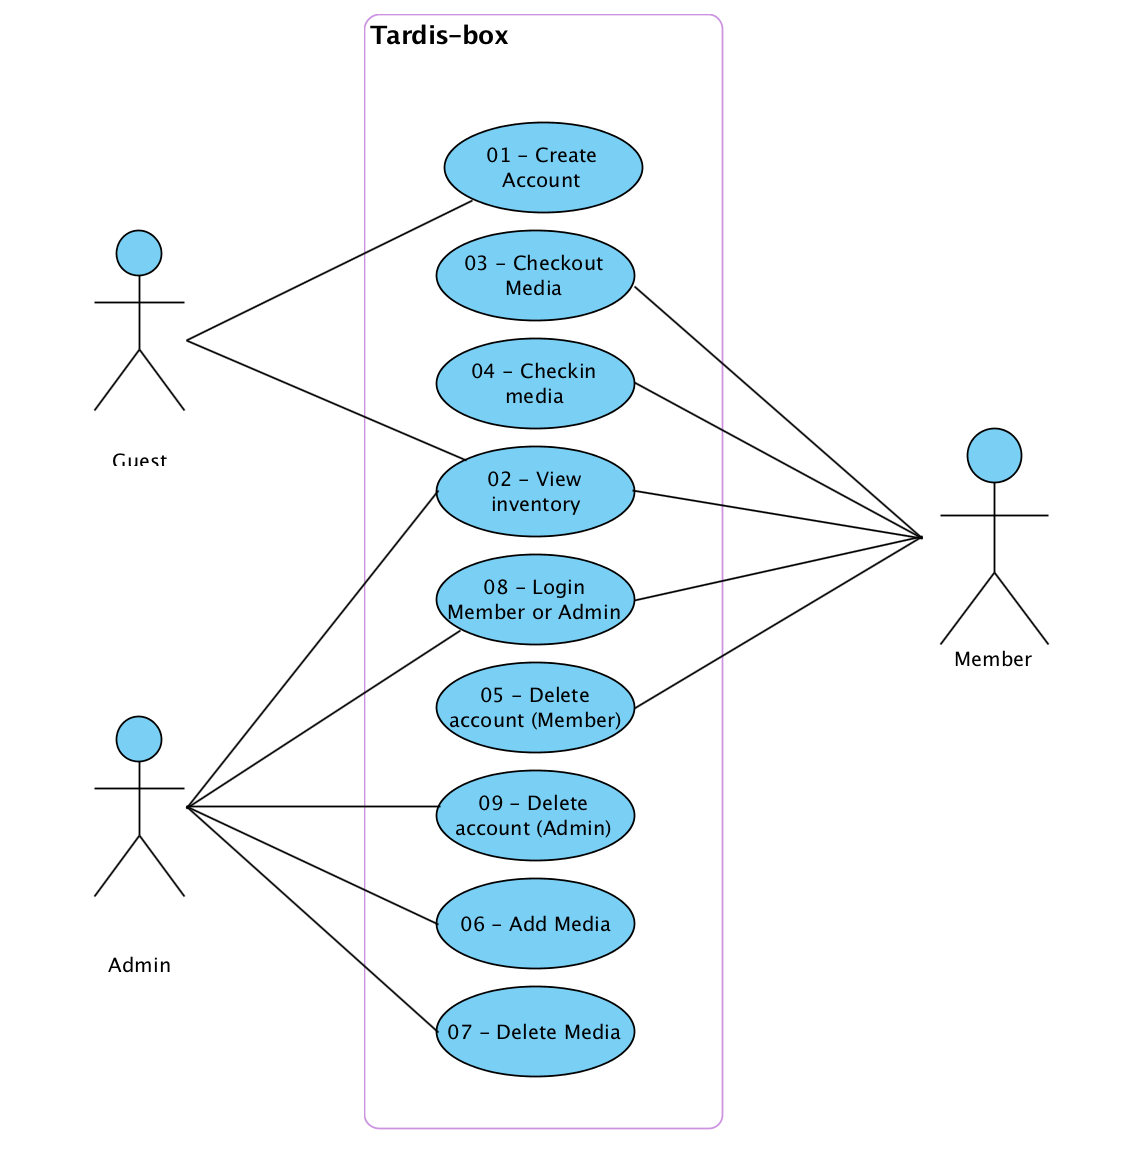 Tardis-box
01 - Create
Account
03 - Checkout
Media
04 - Checkin
media
Guest
02 - View
inventory
08 - Login
Member or Admin
Member
05 - Delete
account (Member)
09 - Delete
account (Admin)
06 - Add Media
Admin
07 - Delete Media